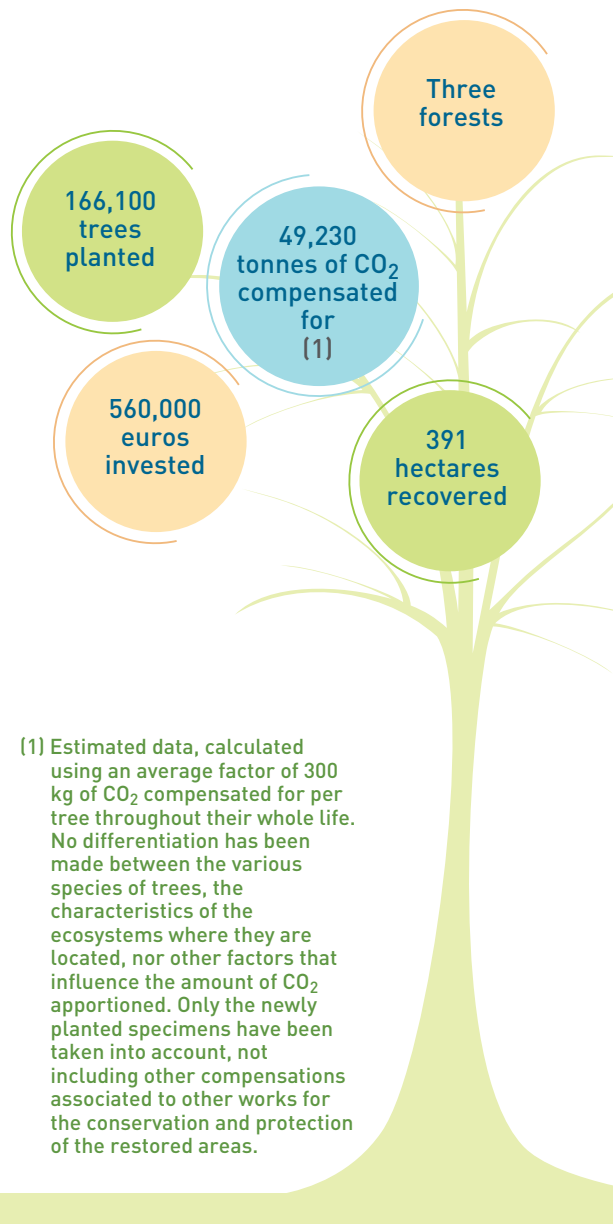 Three
forests
166,100
trees
planted
49,230
tonnes of CO2
compensated
for
(1)
560,000
euros
invested
391
hectares
recovered
(1) Estimated data, calculated
using an average factor of 300
kg of CO2 compensated for per
tree throughout their whole life.
No differentiation has been
made between the various
species of trees, the
characteristics of the
ecosystems where they are
located, nor other factors that
influence the amount of CO2
apportioned. Only the newly
planted specimens have been
taken into account, not
including other compensations
associated to other works for
the conservation and protection
of the restored areas.